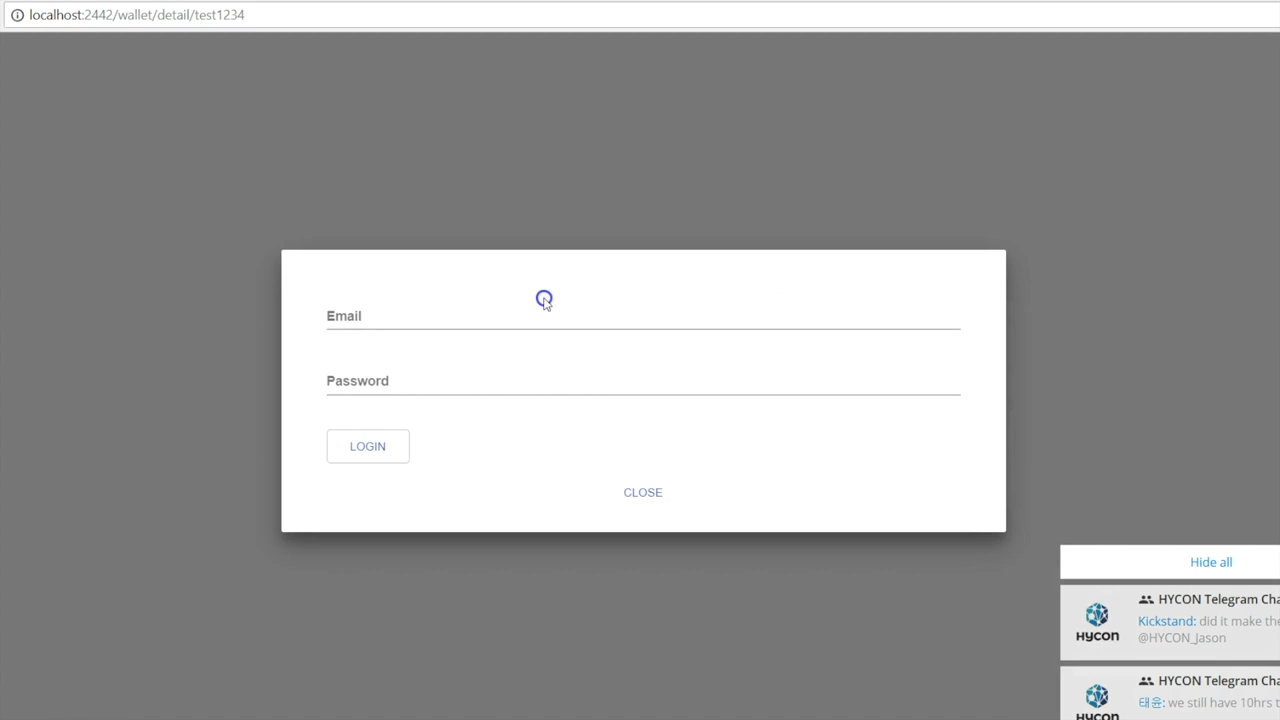 localhost:2442/wallet/detail/test1234
Email
Password
LOGIN
CLOSE
Hide all
HYCON Telegram Cha
Kickstand: did it make the
@HYCON_Jason
HYCON
HYCON Telegram Cha
태윤: we still have 10hrs t
HYCON